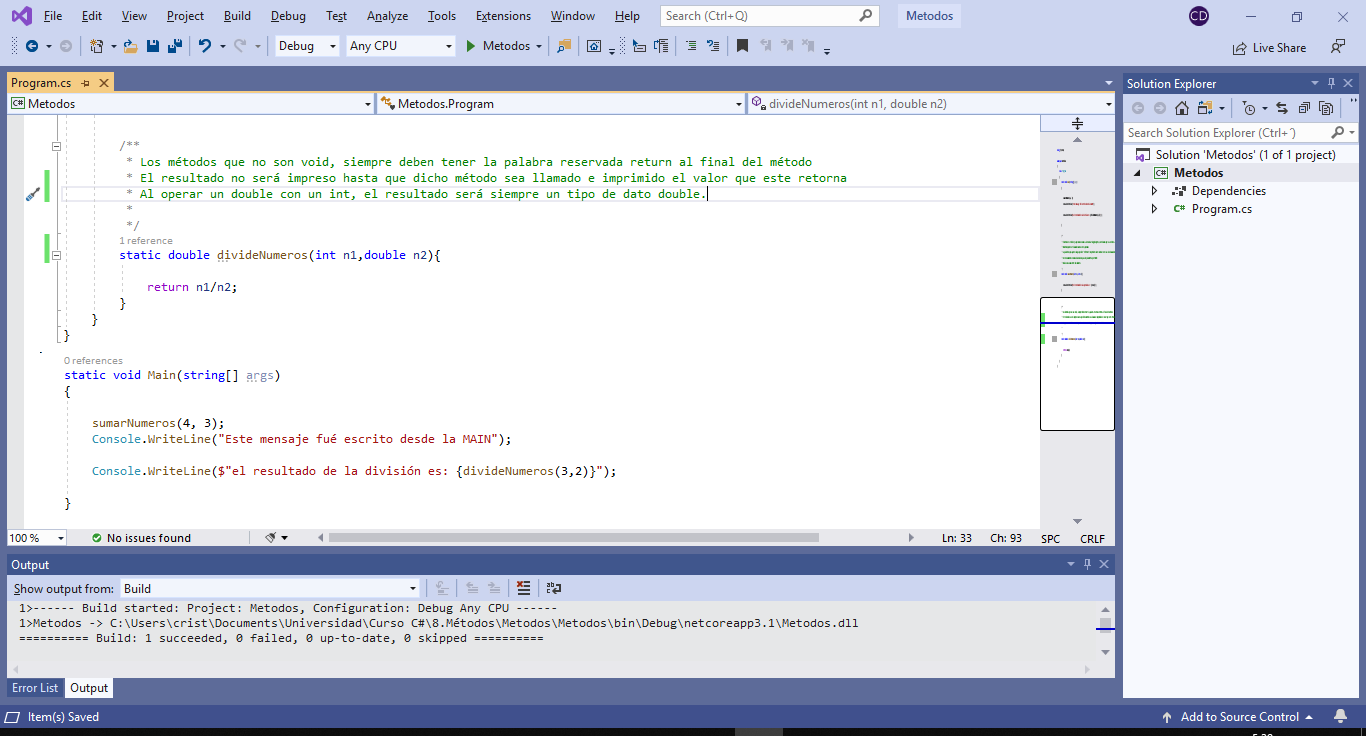 File Edit View Project Build Debug Test Analyze Tools Extensions Window Help Search (Ctrl+Q) Metodos CD
Debug Any CPU Metodos Live Share
Program.cs
C# Metodos Metodos.Program divideNumeros(int n1, double n2)
/**
* Los métodos que no son void, siempre deben tener la palabra reservada return al final del método
* El resultado no será impreso hasta que dicho método sea llamado e imprimido el valor que este retorna
* Al operar un double con un int, el resultado será siempre un tipo de dato double.
*
*/
1 reference
static double divideNumeros(int n1,double n2){
return n1/n2;
}
}
}
0 references
static void Main(string[] args)
{
sumarNumeros(4, 3);
Console.WriteLine("Este mensaje fué escrito desde la MAIN");
Console.WriteLine($"el resultado de la división es: {divideNumeros(3,2)}");
}
100 % No issues found Ln: 33 Ch: 93 SPC CRLF
Output
Show output from: Build
1>------ Build started: Project: Metodos, Configuration: Debug Any CPU ------
1>Metodos -> C:\Users\crist\Documents\Universidad\Curso C#\8.Métodos\Metodos\Metodos\bin\Debug\netcoreapp3.1\Metodos.dll
========== Build: 1 succeeded, 0 failed, 0 up-to-date, 0 skipped ==========
Error List Output
Solution Explorer
Search Solution Explorer (Ctrl+´)
Solution 'Metodos' (1 of 1 project)
C# Metodos
Dependencies
C# Program.cs
Item(s) Saved Add to Source Control